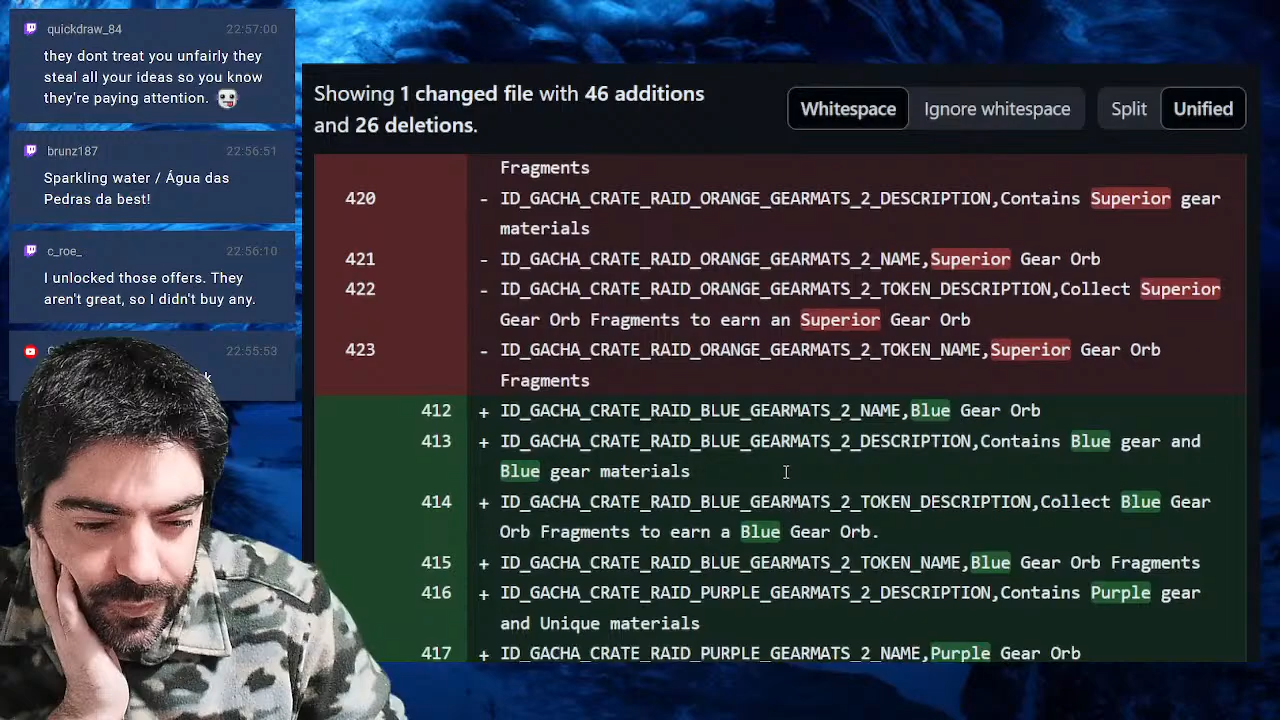 quickdraw_84 22:57:00
they dont treat you unfairly they
steal all your ideas so you know
they're paying attention.
brunz187 22:56:51
Sparkling water / Água das
Pedras da best!
c_roe_ 22:56:10
I unlocked those offers. They
aren't great, so I didn't buy any.
22:55:53
Showing 1 changed file with 46 additions
and 26 deletions.
Whitespace Ignore whitespace Split Unified
Fragments
420 - ID_GACHA_CRATE_RAID_ORANGE_GEARMATS_2_DESCRIPTION,Contains Superior gear
materials
421 - ID_GACHA_CRATE_RAID_ORANGE_GEARMATS_2_NAME,Superior Gear Orb
422 - ID_GACHA_CRATE_RAID_ORANGE_GEARMATS_2_TOKEN_DESCRIPTION,Collect Superior
Gear Orb Fragments to earn an Superior Gear Orb
423 - ID_GACHA_CRATE_RAID_ORANGE_GEARMATS_2_TOKEN_NAME,Superior Gear Orb
Fragments
412 + ID_GACHA_CRATE_RAID_BLUE_GEARMATS_2_NAME,Blue Gear Orb
413 + ID_GACHA_CRATE_RAID_BLUE_GEARMATS_2_DESCRIPTION,Contains Blue gear and
Blue gear materials
414 + ID_GACHA_CRATE_RAID_BLUE_GEARMATS_2_TOKEN_DESCRIPTION,Collect Blue Gear
Orb Fragments to earn a Blue Gear Orb.
415 + ID_GACHA_CRATE_RAID_BLUE_GEARMATS_2_TOKEN_NAME,Blue Gear Orb Fragments
416 + ID_GACHA_CRATE_RAID_PURPLE_GEARMATS_2_DESCRIPTION,Contains Purple gear
and Unique materials
417 + ID_GACHA_CRATE_RAID_PURPLE_GEARMATS_2_NAME,Purple Gear Orb